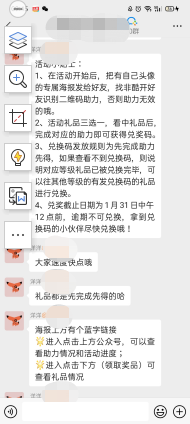 活动小贴士：
1、在活动开始后，把有自己头像
的专属海报发给好友，找非酷开好
友识别二维码助力，否则助力无效
的哦。
2、活动礼品三选一，看中礼品后，
完成对应的助力即可获得兑奖码。
3、兑换码发放规则为先完成助力
先得，如果查看不到兑换码，则说
明对应等级礼品已被兑换完毕，可
以往其他等级的有发兑换码的礼品
进行兑换。
4、兑奖截止日期为1月31日中午
12点前，逾期不可兑换，拿到兑
换码的小伙伴尽快兑换哦！
大家速度快点哦
礼品都是先完成先得的哈
海报上方有个蓝字链接
进入点击上方公众号，可以查
看助力情况和活动进度；
进入点击下方（领取奖品）可
查看礼品情况